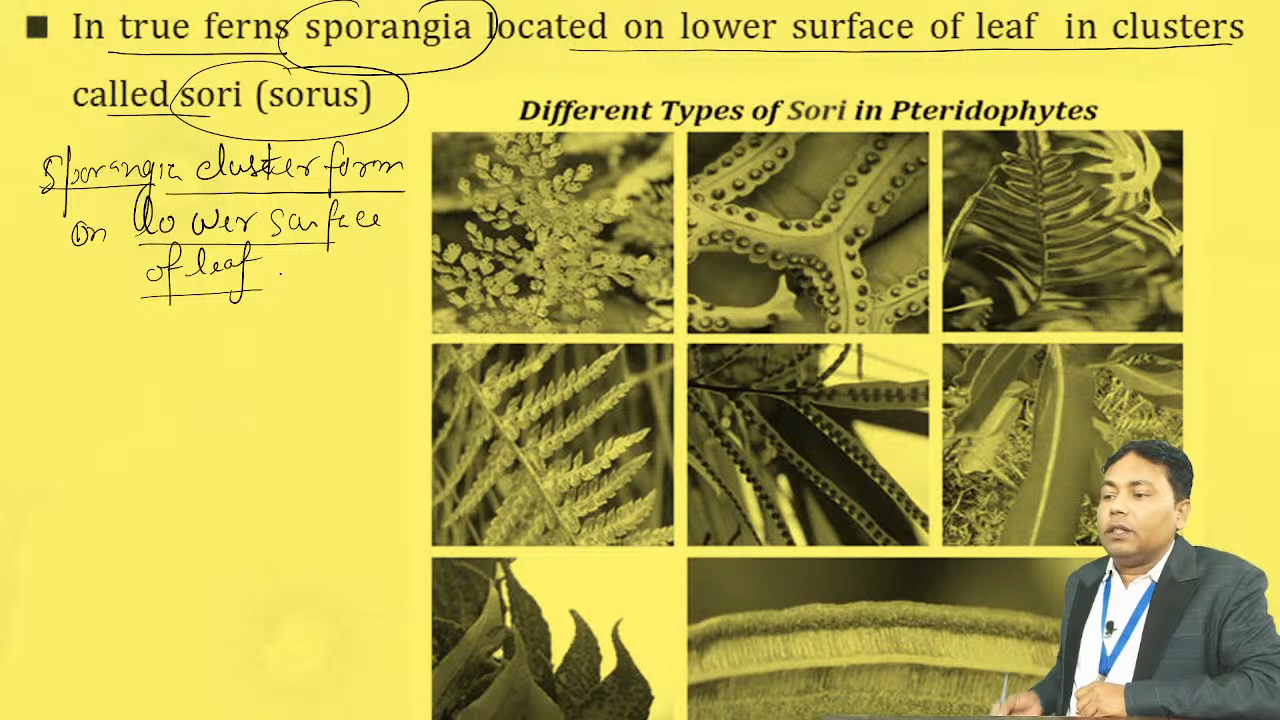 ■ In true ferns sporangia located on lower surface of leaf in clusters
called sori (sorus)
Different Types of Sori in Pteridophytes
Sporangia cluster form
on lower surface
of leaf.